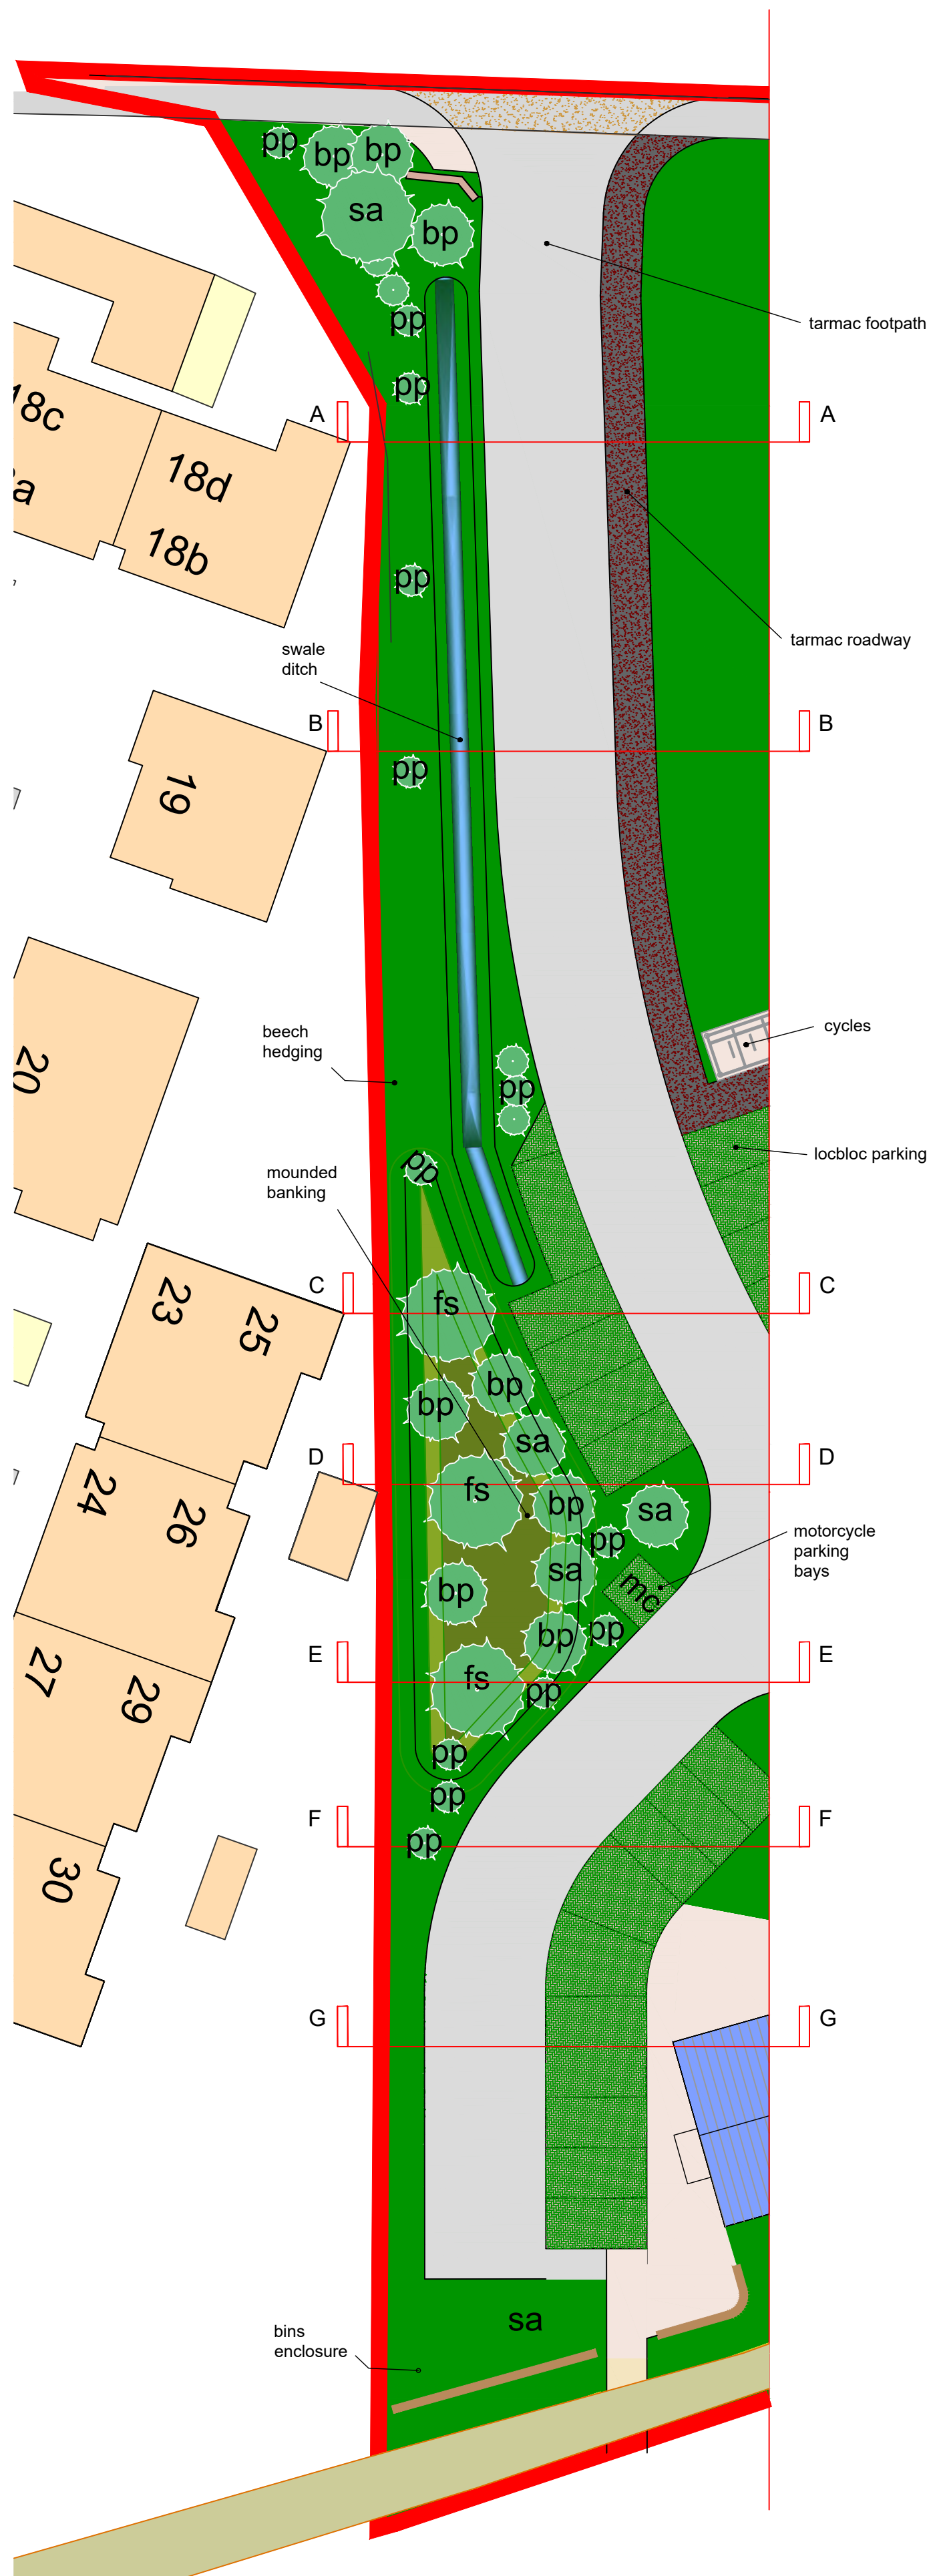 pp
bp
bp
sa
bp
pp
tarmac footpath
pp
18c
A
A
18d
a
18b
pp
tarmac roadway
swale
ditch
B
B
pp
19
cycles
beech
hedging
20
pp
locbloc parking
pp
mounded
banking
C
C
23
25
fs
bp
bp
sa
D
D
24
fs
26
bp
sa
pp
motorcycle
parking
bays
sa
bp
mc
bp
pp
E
E
27
fs
29
pp
pp
pp
F
F
pp
30
G
G
sa
bins
enclosure